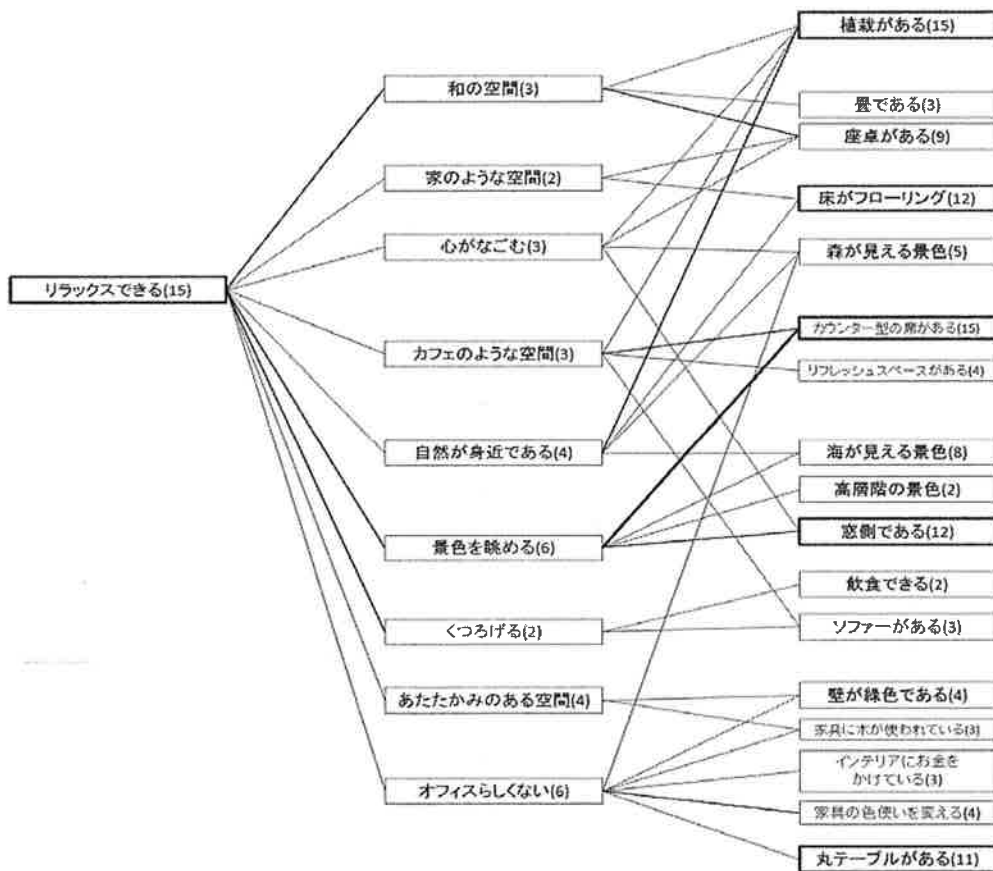 リラックスできる(15)
和の空間(3)
家のような空間(2)
心がなごむ(3)
カフェのような空間(3)
自然が身近である(4)
景色を眺める(6)
くつろげる(2)
あたたかみのある空間(4)
オフィスらしくない(6)
植栽がある(15)
畳である(3)
座卓がある(9)
床がフローリング(12)
森が見える景色(5)
カウンター型の席がある(15)
リフレッシュスペースがある(4)
海が見える景色(8)
高層階の景色(2)
窓側である(12)
飲食できる(2)
ソファーがある(3)
壁が緑色である(4)
家具に木が使われている(3)
インテリアにお金を
かけている(3)
家具の色使いを変える(4)
丸テーブルがある(11)